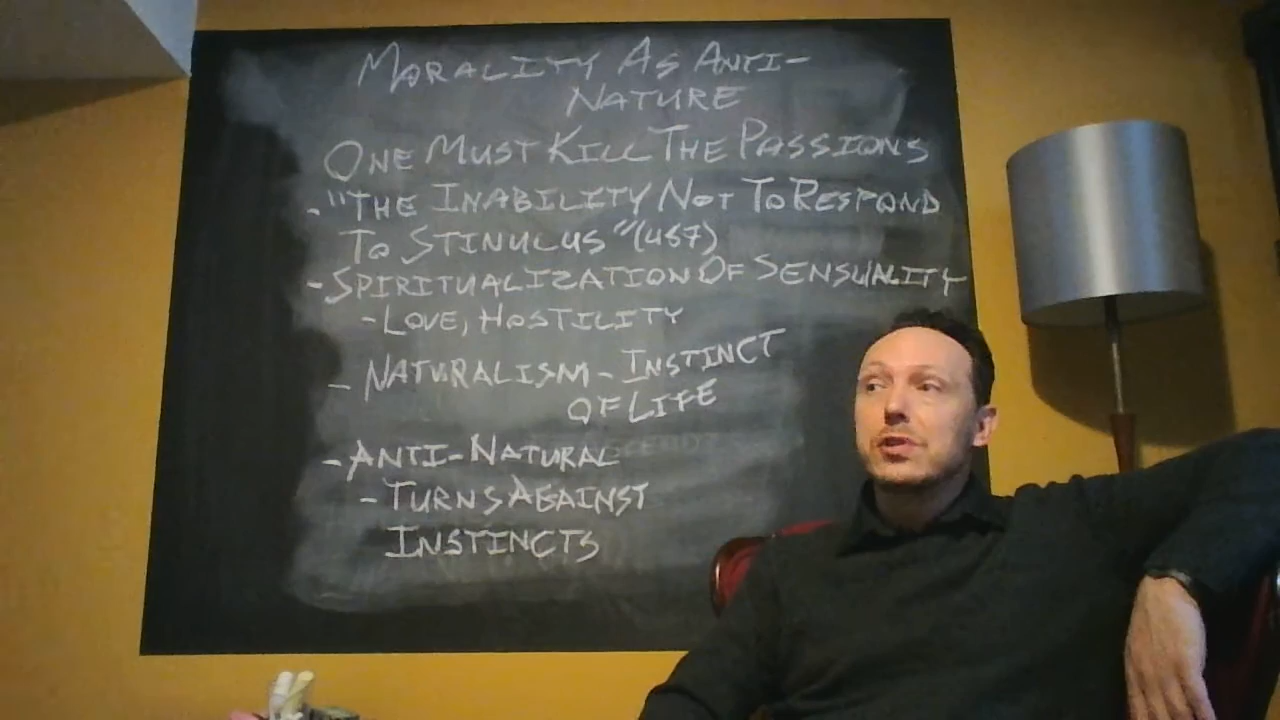 MORALITY AS ANTI-
NATURE
ONE MUST KILL THE PASSIONS
- "THE INABILITY NOT TO RESPOND
TO STINULUS" (487)
- SPIRITUALIZATION OF SENSUALITY
- LOVE, HOSTILITY
- NATURALISM - INSTINCT
OF LIFE
- ANTI-NATURAL
- TURNS AGAINST
INSTINCTS